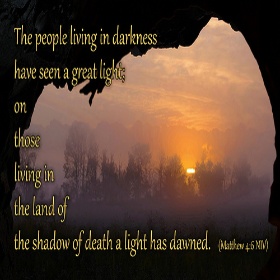 The people living in darkness
have seen a great light;
on
those
living in
the land of
the shadow of death a light has dawned. (Matthew 4:6 NIV)